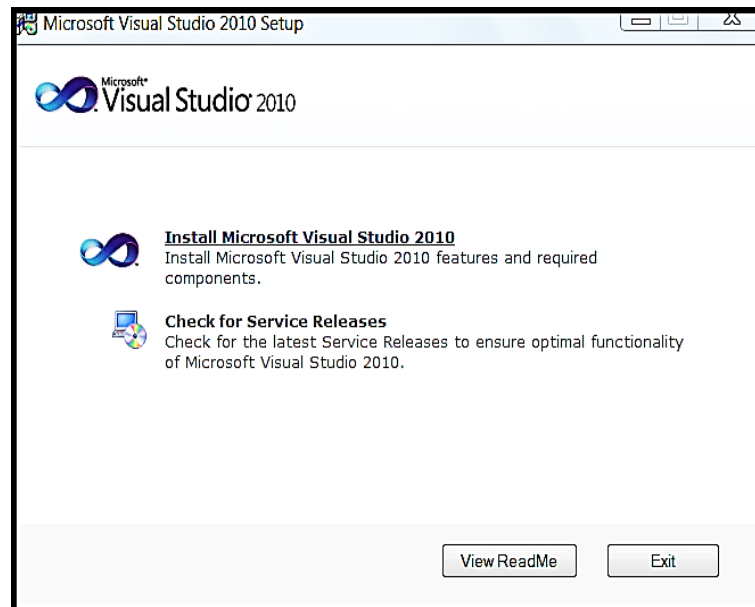 Microsoft Visual Studio 2010 Setup
Microsoft
Visual Studio 2010
Install Microsoft Visual Studio 2010
Install Microsoft Visual Studio 2010 features and required
components.
Check for Service Releases
Check for the latest Service Releases to ensure optimal functionality
of Microsoft Visual Studio 2010.
View ReadMe
Exit